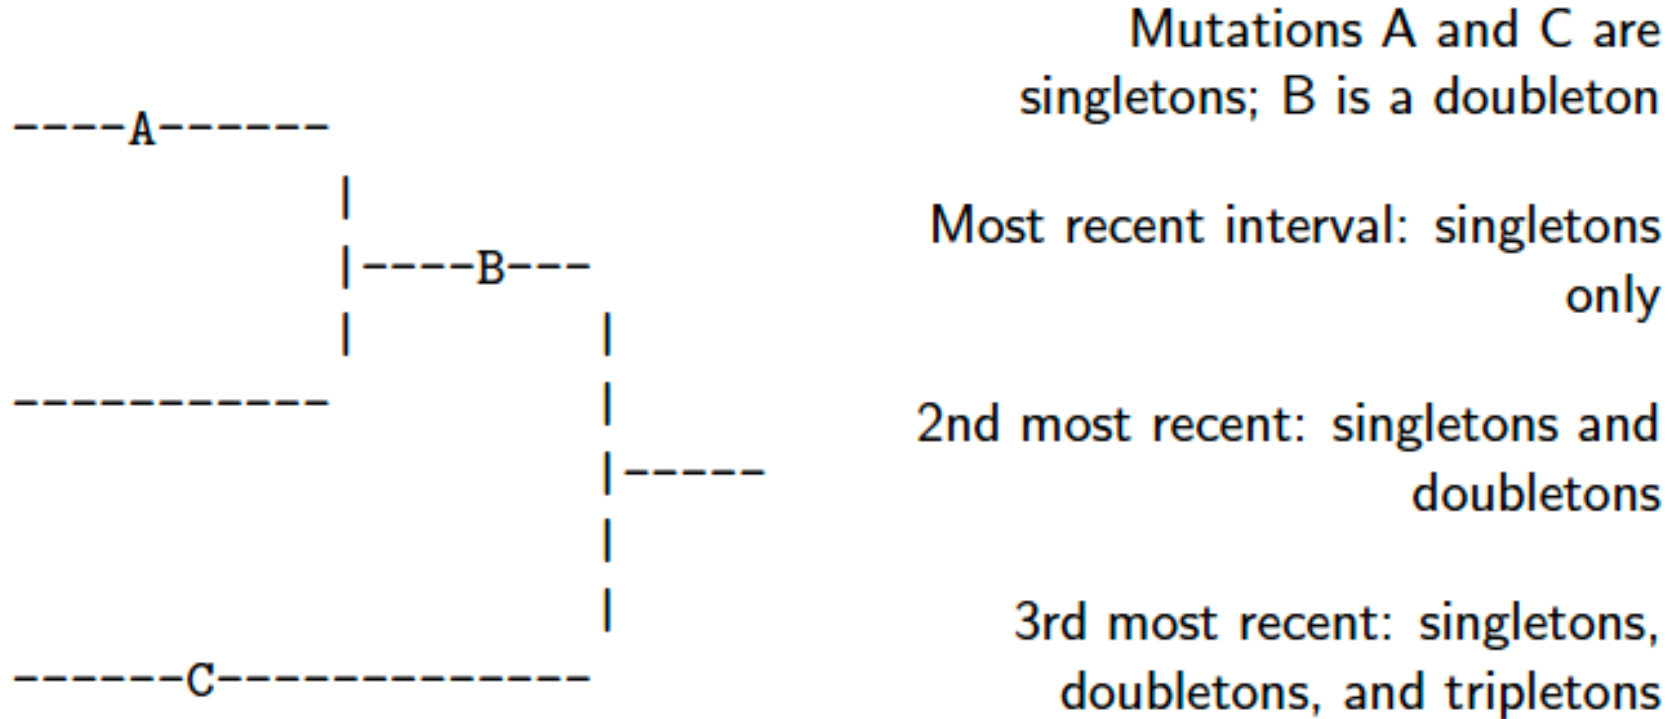 Mutations A and C are
singletons; B is a doubleton
----A------
|
Most recent interval: singletons
|----B---
only
| |
----------- |
2nd most recent: singletons and
|-----
doubletons
|
|
3rd most recent: singletons,
------C-------------
doubletons, and tripletons